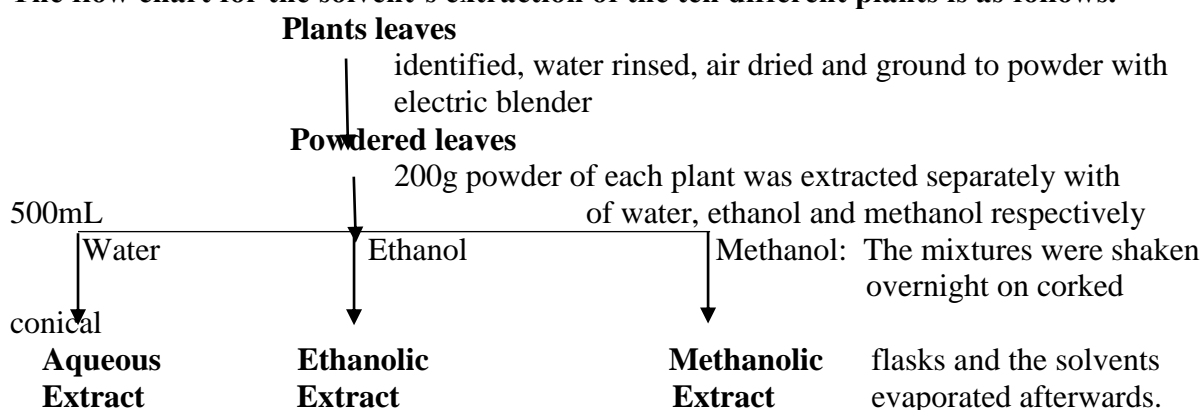 The flow chart for the solvent's extraction of the ten different plants is as follows:
Plants leaves
identified, water rinsed, air dried and ground to powder with
electric blender
Powdered leaves
200g powder of each plant was extracted separately with
500mL of water, ethanol and methanol respectively
Water Ethanol Methanol: The mixtures were shaken
overnight on corked
conical
Aqueous Ethanolic Methanolic flasks and the solvents
Extract Extract Extract evaporated afterwards.